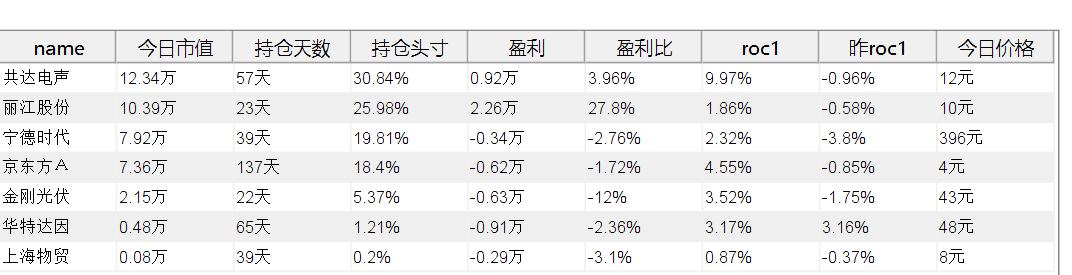 name 今日市值 持仓天数 持仓头寸 盈利 盈利比 roc1 昨roc1 今日价格
共达电声 12.34万 57天 30.84% 0.92万 3.96% 9.97% -0.96% 12元
丽江股份 10.39万 23天 25.98% 2.26万 27.8% 1.86% -0.58% 10元
宁德时代 7.92万 39天 19.81% -0.34万 -2.76% 2.32% -3.8% 396元
京东方A 7.36万 137天 18.4% -0.62万 -1.72% 4.55% -0.85% 4元
金刚光伏 2.15万 22天 5.37% -0.63万 -12% 3.52% -1.75% 43元
华特达因 0.48万 65天 1.21% -0.91万 -2.36% 3.17% 3.16% 48元
上海物贸 0.08万 39天 0.2% -0.29万 -3.1% 0.87% -0.37% 8元